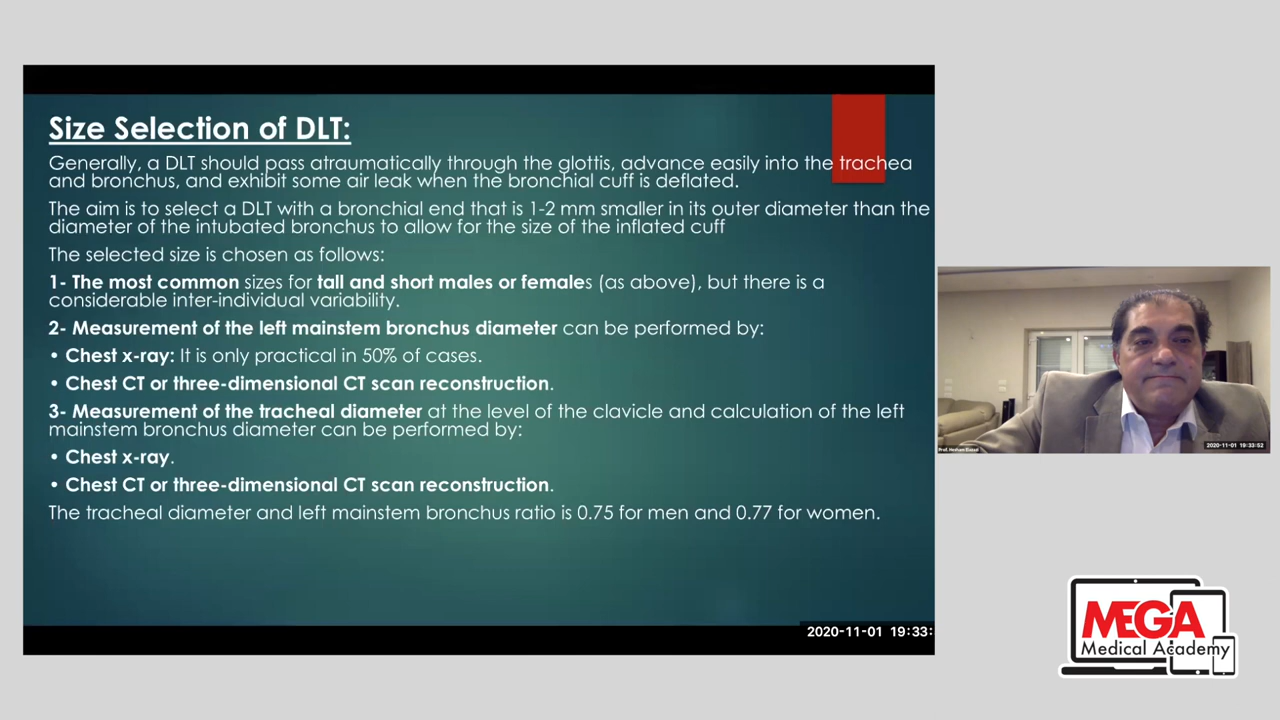 Size Selection of DLT:
Generally, a DLT should pass atraumatically through the glottis, advance easily into the trachea
and bronchus, and exhibit some air leak when the bronchial cuff is deflated.
The aim is to select a DLT with a bronchial end that is 1-2 mm smaller in its outer diameter than the
diameter of the intubated bronchus to allow for the size of the inflated cuff
The selected size is chosen as follows:
1- The most common sizes for tall and short males or females (as above), but there is a
considerable inter-individual variability.
2- Measurement of the left mainstem bronchus diameter can be performed by:
• Chest x-ray: It is only practical in 50% of cases.
• Chest CT or three-dimensional CT scan reconstruction.
3- Measurement of the tracheal diameter at the level of the clavicle and calculation of the left
mainstem bronchus diameter can be performed by:
• Chest x-ray.
• Chest CT or three-dimensional CT scan reconstruction.
The tracheal diameter and left mainstem bronchus ratio is 0.75 for men and 0.77 for women.
2020-11-01 19:33:
2020-11-01 19:33:52
Prof. Hesham
MEGA
Medical Academy